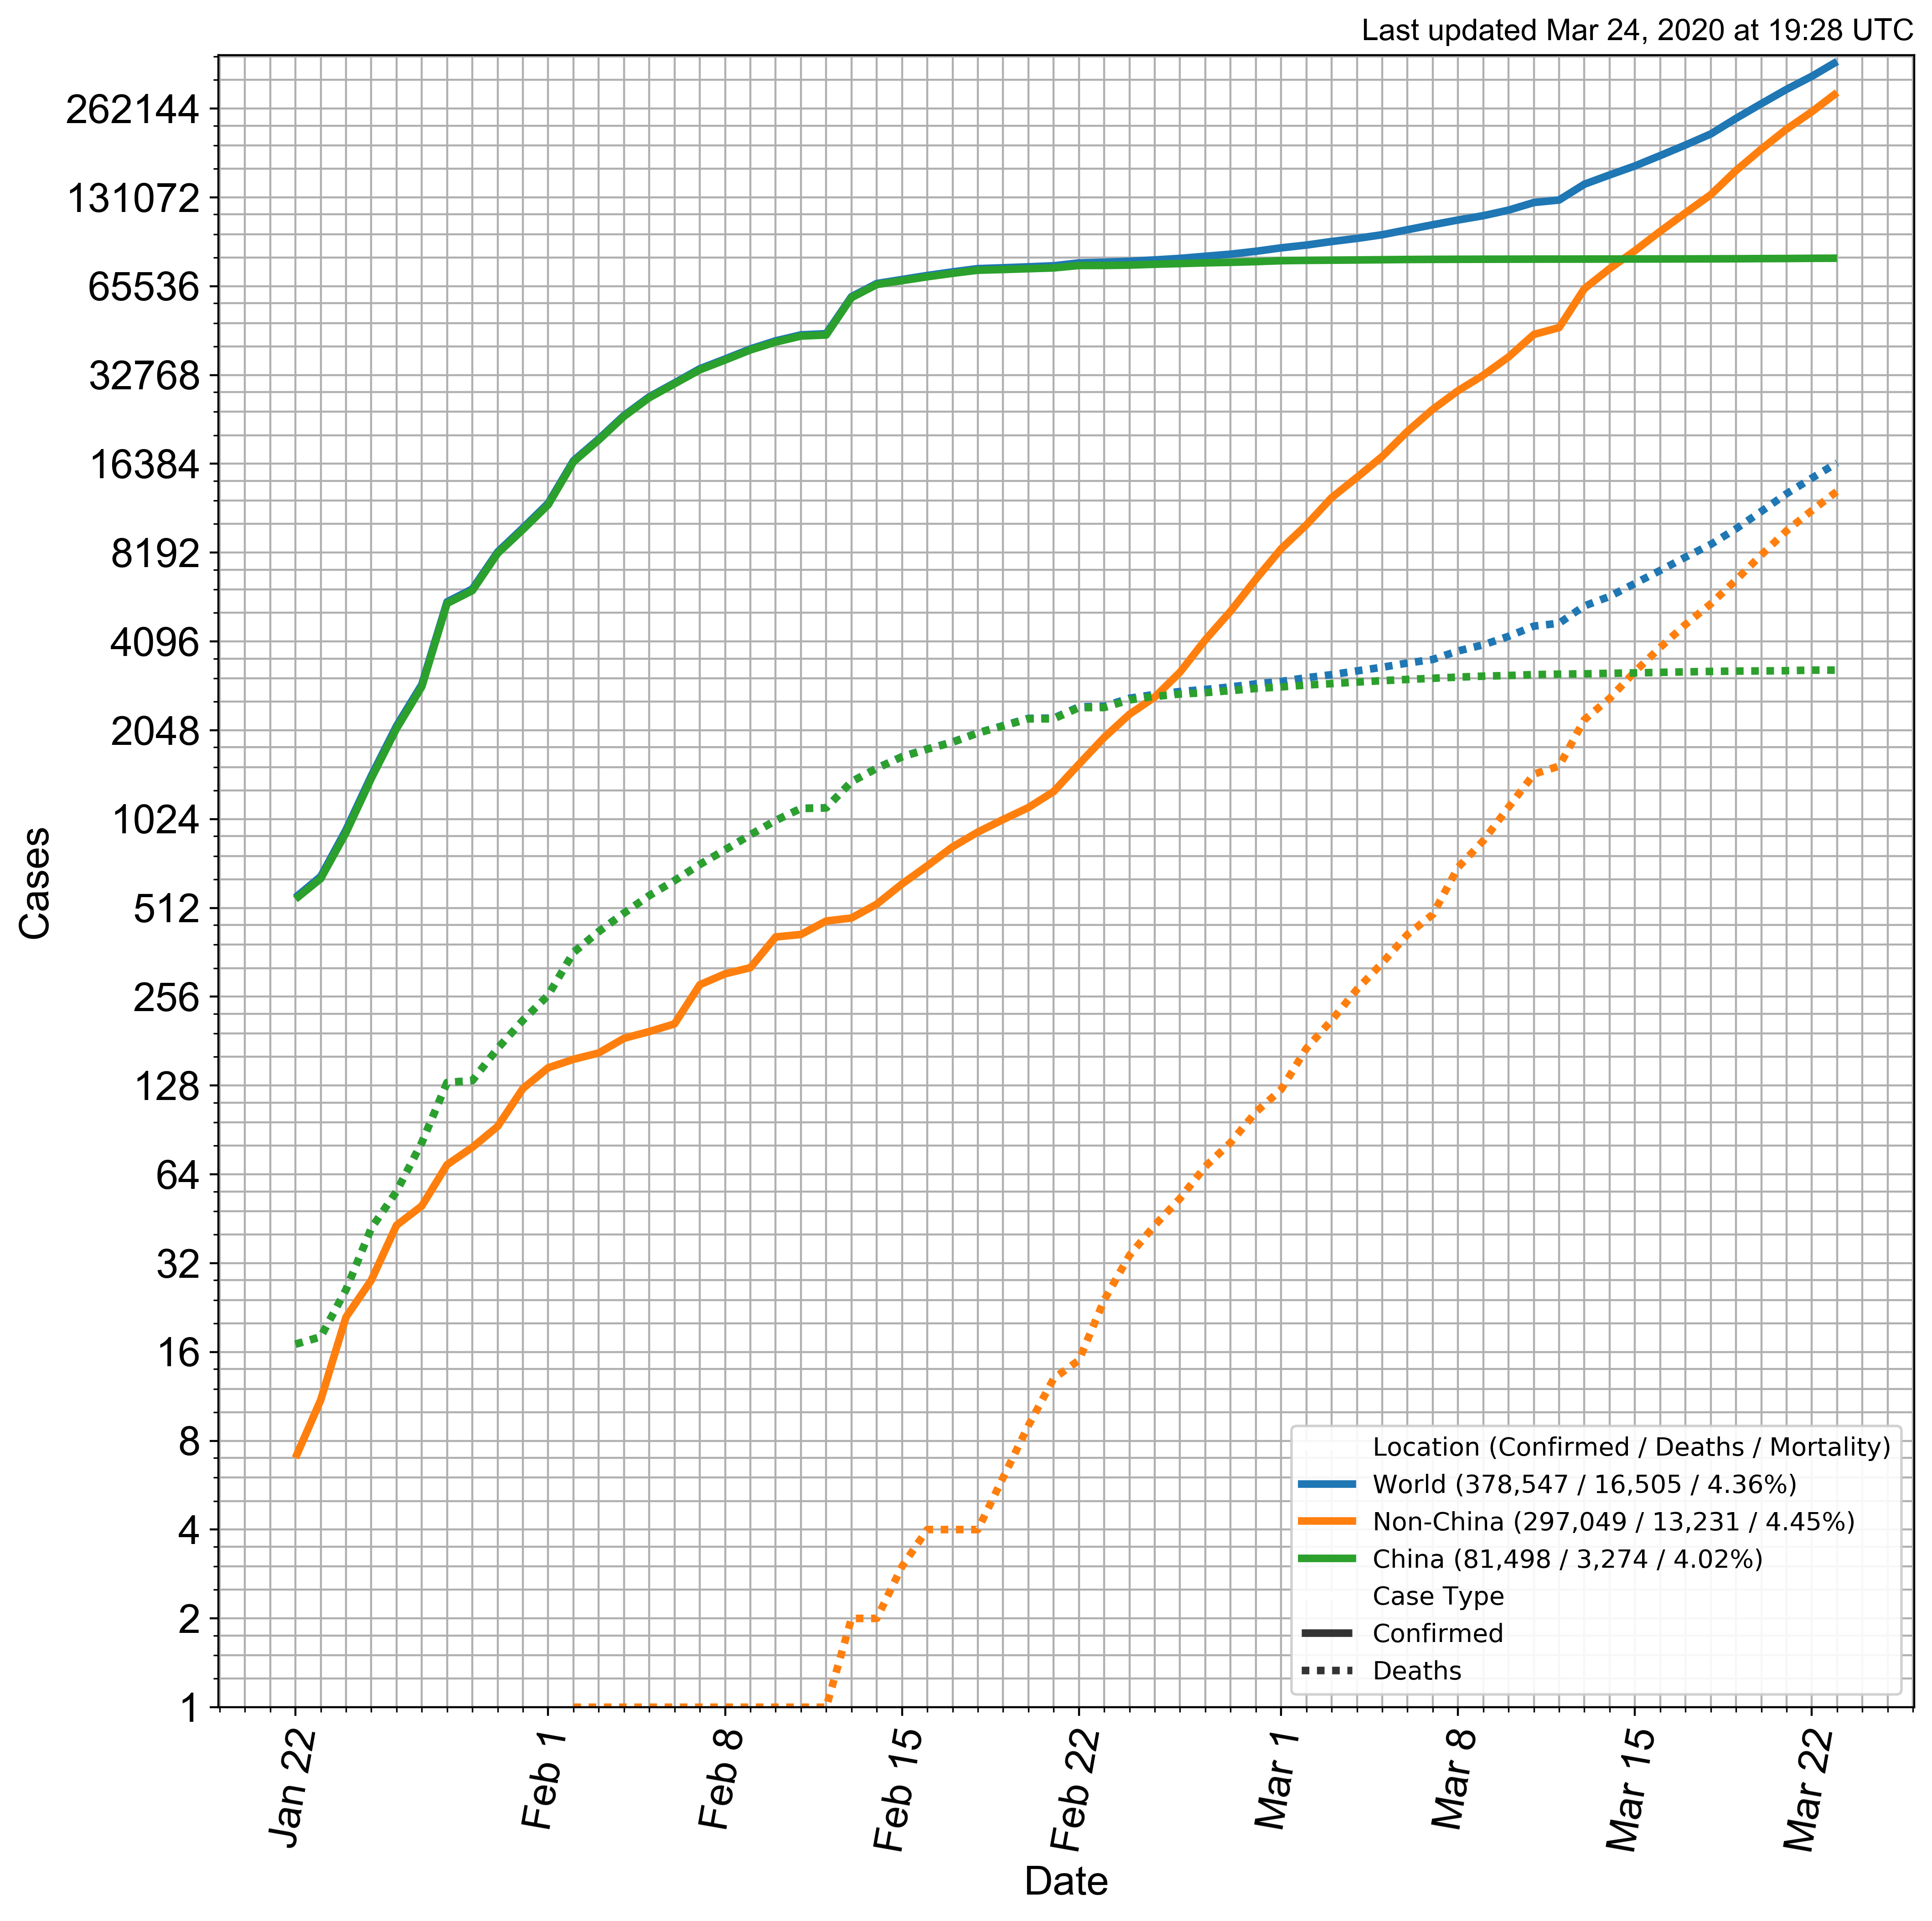 Last updated Mar 24, 2020 at 19:28 UTC
262144
131072
65536
32768
16384
8192
4096
2048
1024
512
256
128
64
32
16
8
4
2
1
Cases
Location (Confirmed / Deaths / Mortality)
World (378,547 / 16,505 / 4.36%)
Non-China (297,049 / 13,231 / 4.45%)
China (81,498 / 3,274 / 4.02%)
Case Type
Confirmed
Deaths
Jan 22
Feb 1
Feb 8
Feb 15
Feb 22
Mar 1
Mar 8
Mar 15
Mar 22
Date